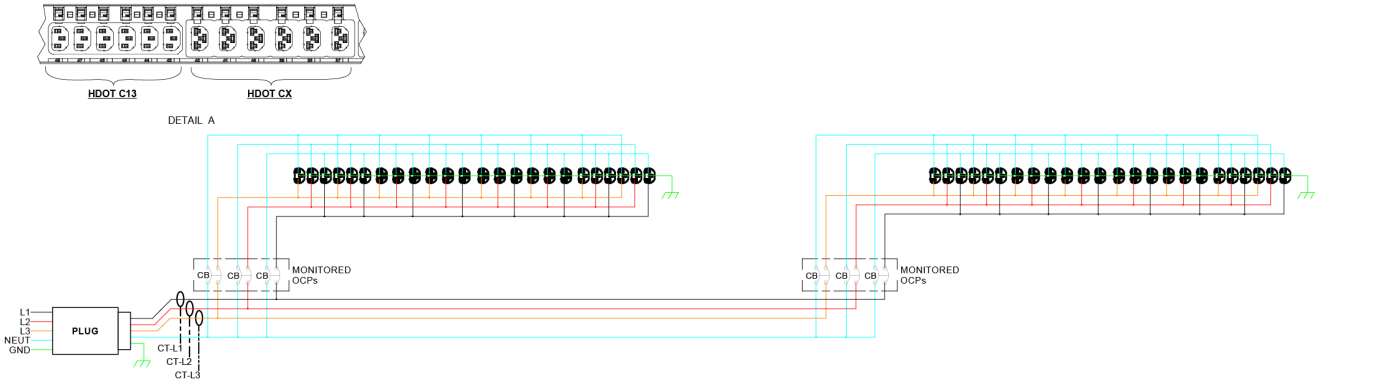 HDOT C13
HDOT CX
DETAIL A
CB
CB
CB
MONITORED
OCPs
CB
CB
CB
MONITORED
OCPs
L1
L2
L3
NEUT
GND
PLUG
CT-L1
CT-L2
CT-L3